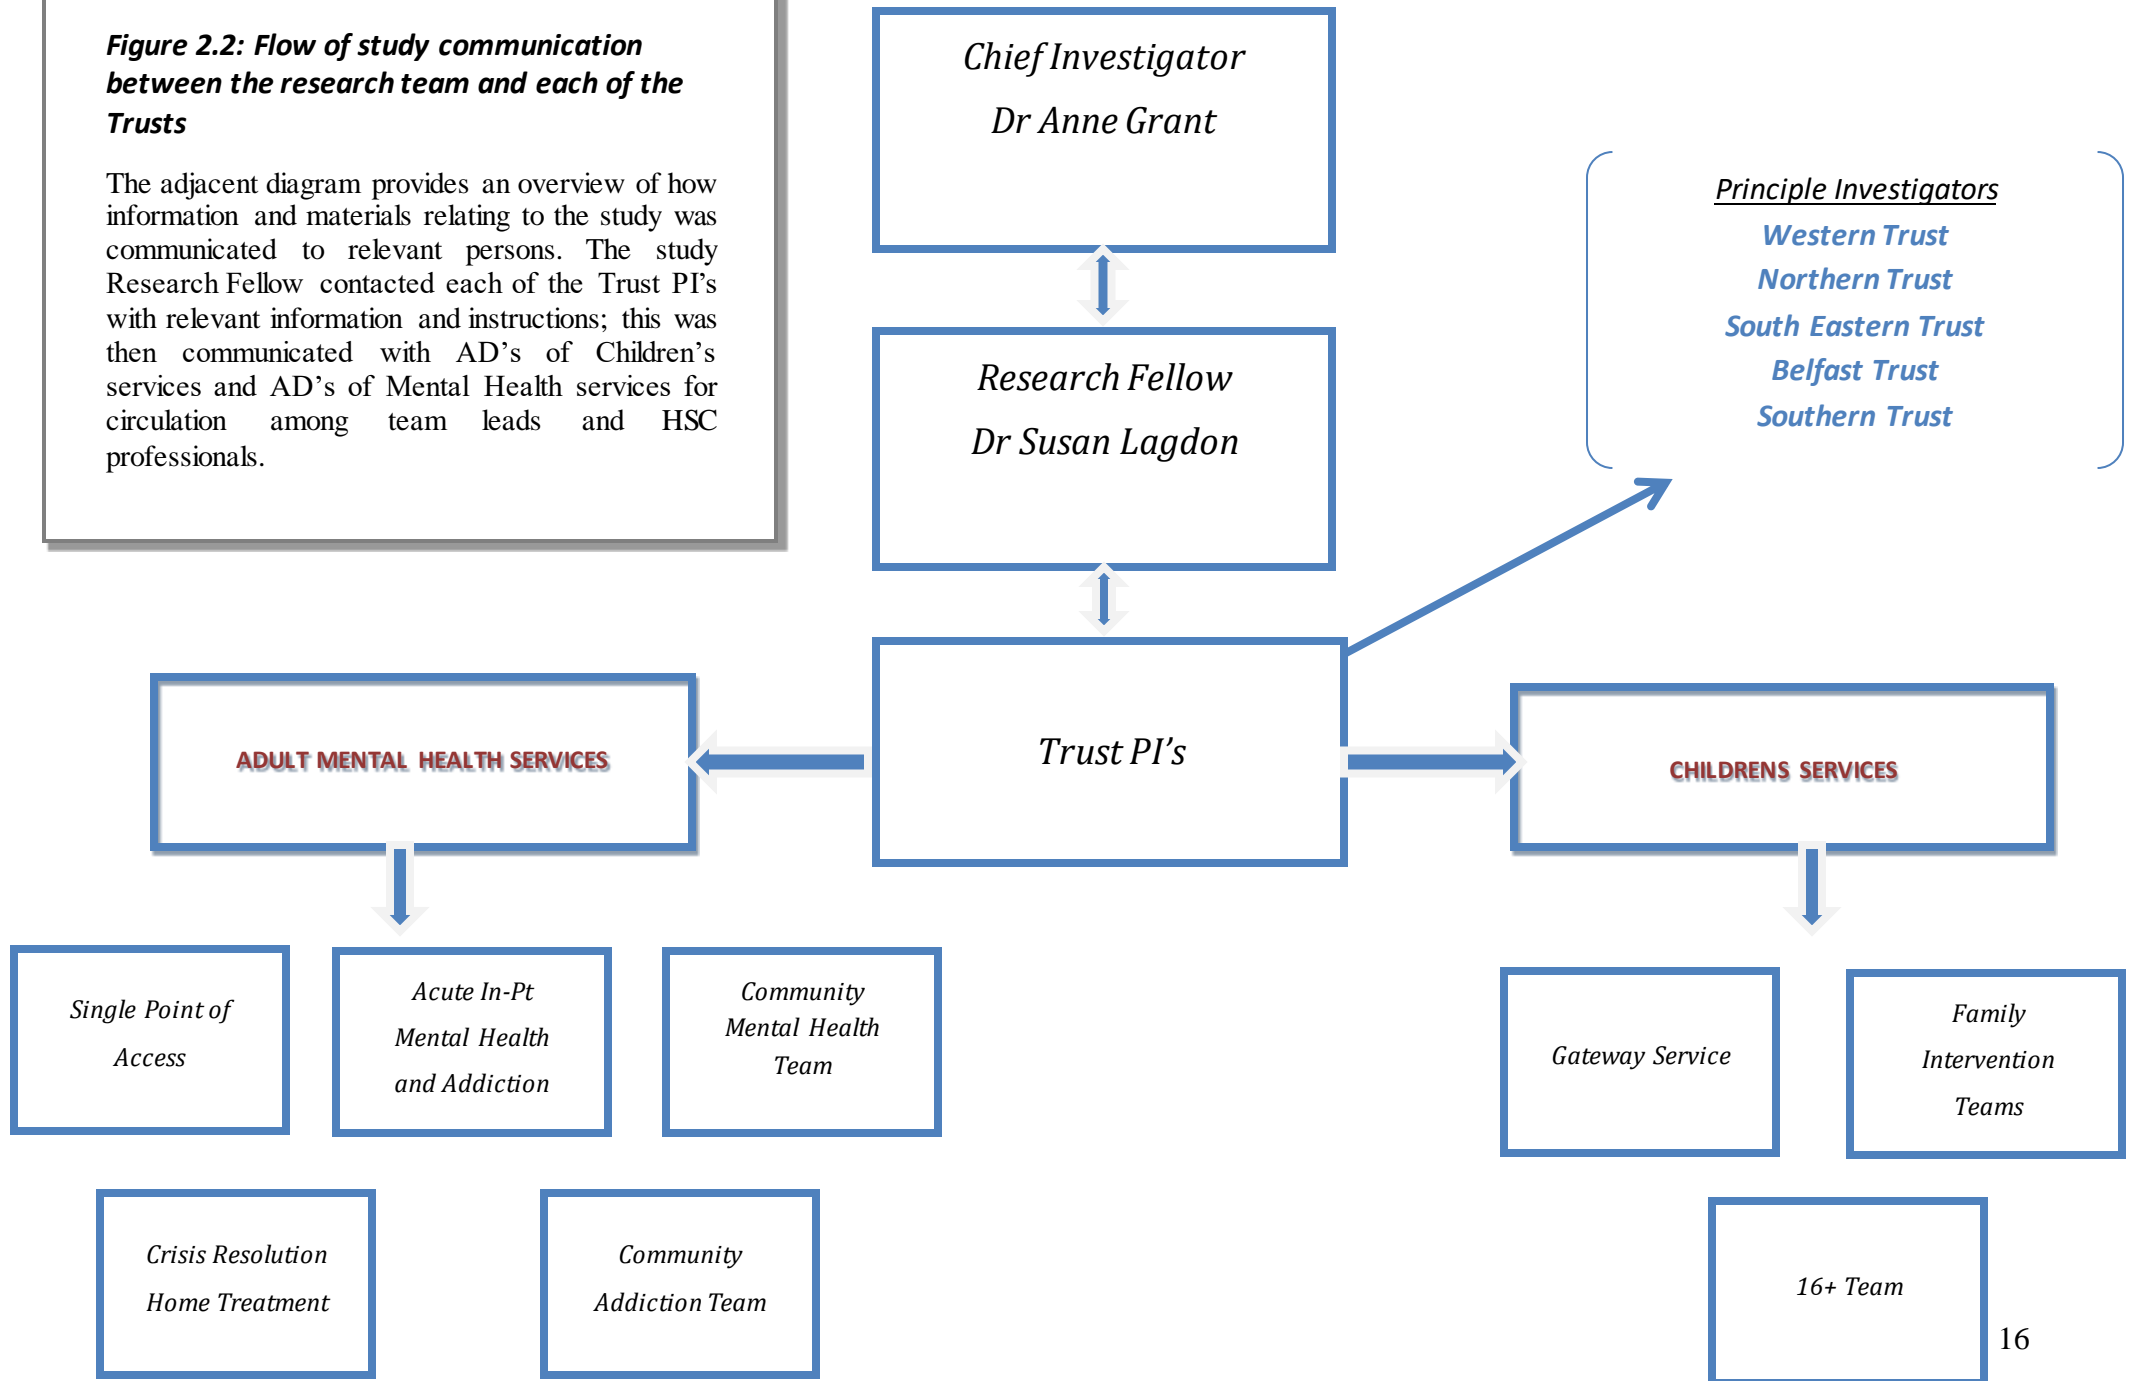 Figure 2.2: Flow of study communication
between the research team and each of the
Trusts
The adjacent diagram provides an overview of how
information and materials relating to the study was
communicated to relevant persons. The study
Research Fellow contacted each of the Trust PI’s
with relevant information and instructions; this was
then communicated with AD’s of Children’s
services and AD’s of Mental Health services for
circulation among team leads and HSC
professionals.
Chief Investigator
Dr Anne Grant
Research Fellow
Dr Susan Lagdon
Principle Investigators
Western Trust
Northern Trust
South Eastern Trust
Belfast Trust
Southern Trust
ADULT MENTAL HEALTH SERVICES
Trust PI’s
CHILDRENS SERVICES
Single Point of
Access
Acute In-Pt
Mental Health
and Addiction
Community
Mental Health
Team
Gateway Service
Family
Intervention
Teams
Crisis Resolution
Home Treatment
Community
Addiction Team
16+ Team
16